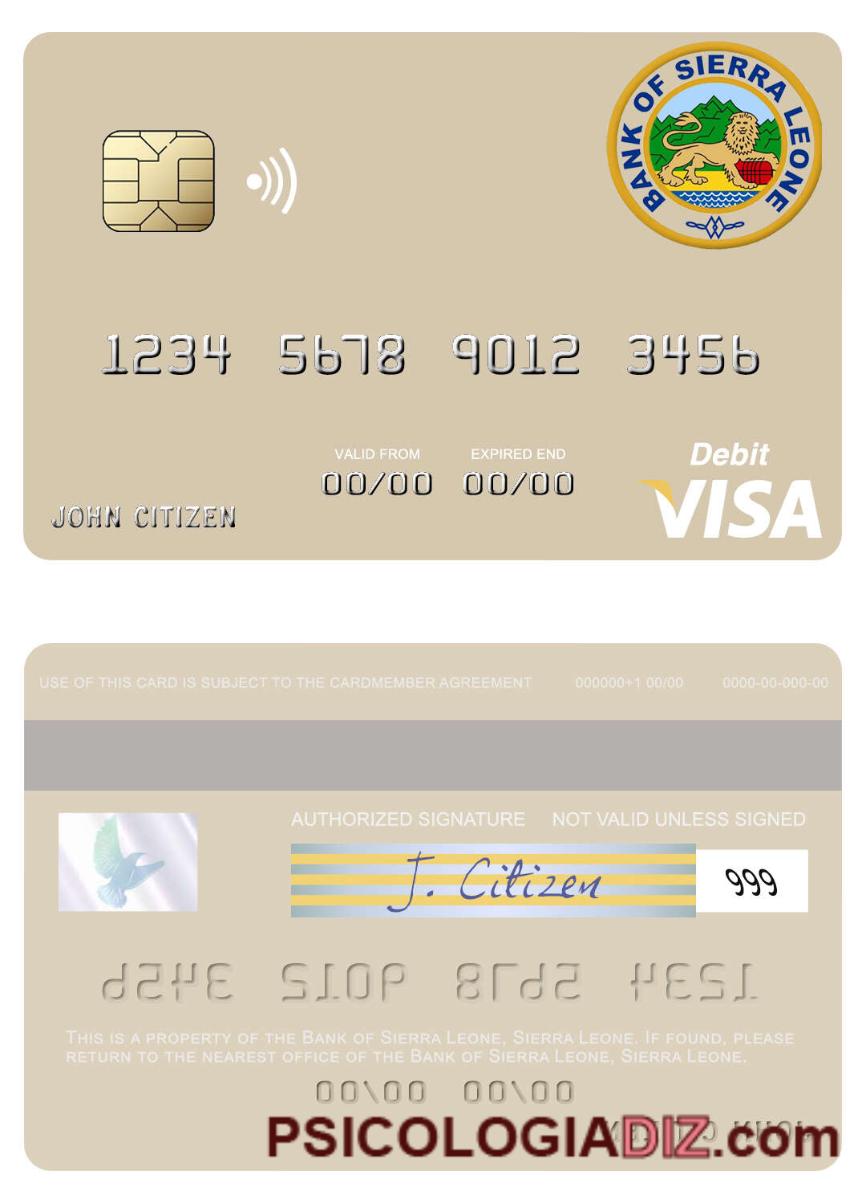 BANK OF SIERRA LEONE
1234 5678 9012 3456
VALID FROM EXPIRED END
00/00 00/00
Debit
VISA
JOHN CITIZEN
USE OF THIS CARD IS SUBJECT TO THE CARDMEMBER AGREEMENT 000000+1 00/00 0000-00-000-00
AUTHORIZED SIGNATURE NOT VALID UNLESS SIGNED
J. Citizen
999
1234 5678 9012 3456
THIS IS A PROPERTY OF THE BANK OF SIERRA LEONE, SIERRA LEONE. IF FOUND, PLEASE
RETURN TO THE NEAREST OFFICE OF THE BANK OF SIERRA LEONE, SIERRA LEONE.
00/00 00/00
PSICOLOGIADIZ.com